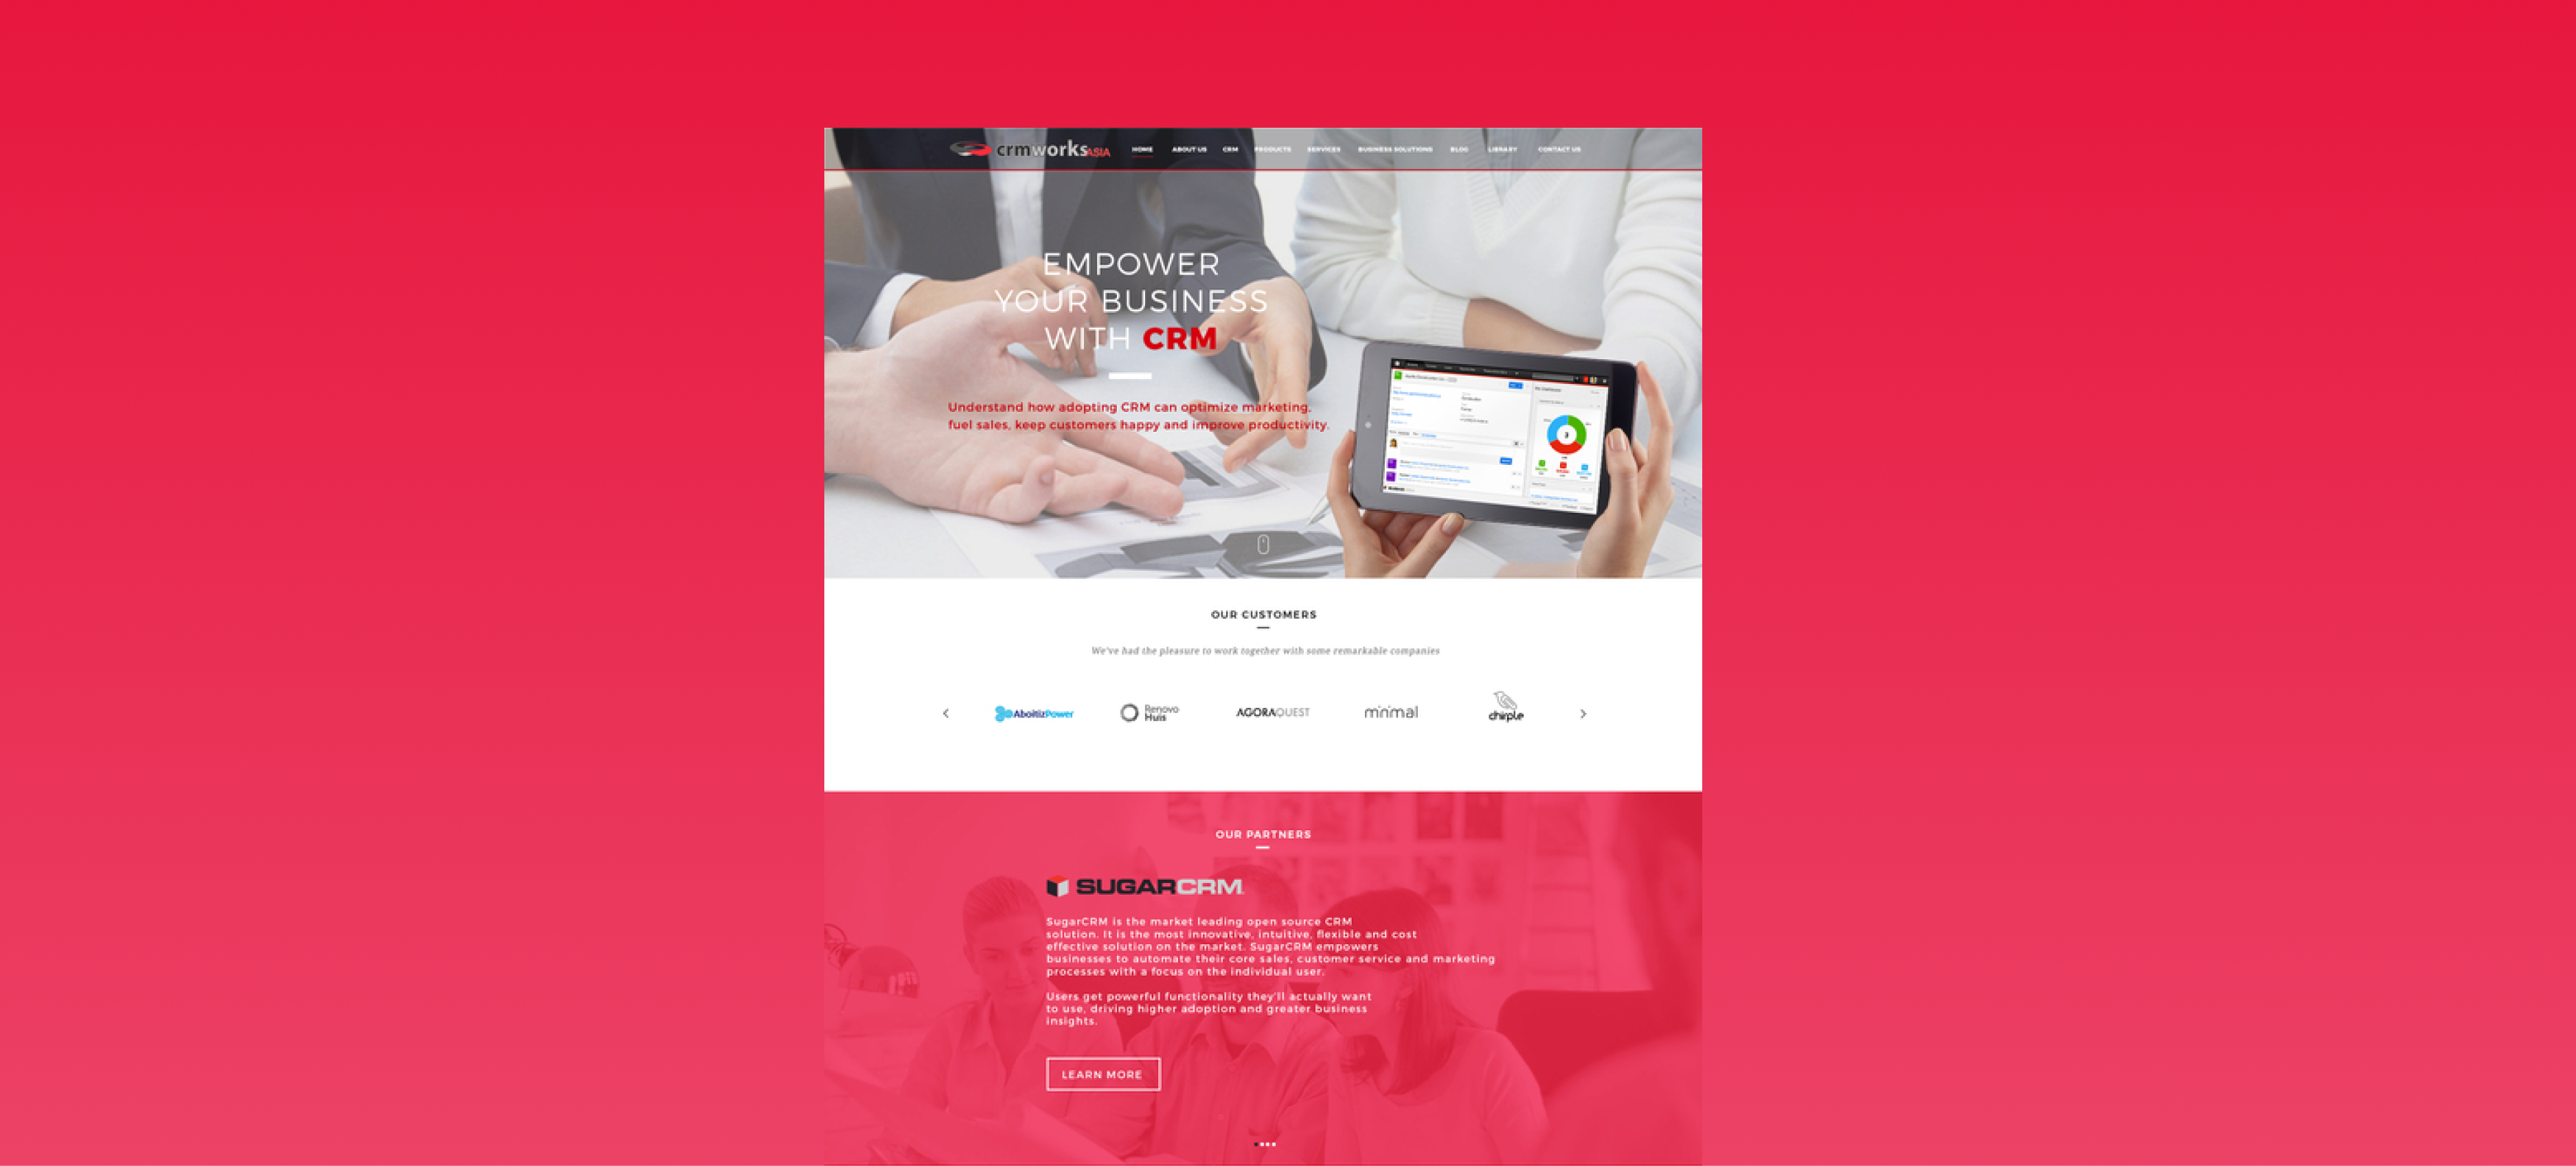 crmworksASIA
HOME ABOUT US CRM PRODUCTS SERVICES BUSINESS SOLUTIONS BLOG LIBRARY CONTACT US
EMPOWER
YOUR BUSINESS
WITH CRM
Understand how adopting CRM can optimize marketing,
fuel sales, keep customers happy and improve productivity.
OUR CUSTOMERS
We've had the pleasure to work together with some remarkable companies
AboitizPower
Renovo
Huis
AGORAQUEST
minimal
chirple
OUR PARTNERS
SUGARCRM
SugarCRM is the market leading open source CRM
solution. It is the most innovative, intuitive, flexible and cost
effective solution on the market. SugarCRM empowers
businesses to automate their core sales, customer service and marketing
processes with a focus on the individual user.
Users get powerful functionality they'll actually want
to use, driving higher adoption and greater business
insights.
LEARN MORE